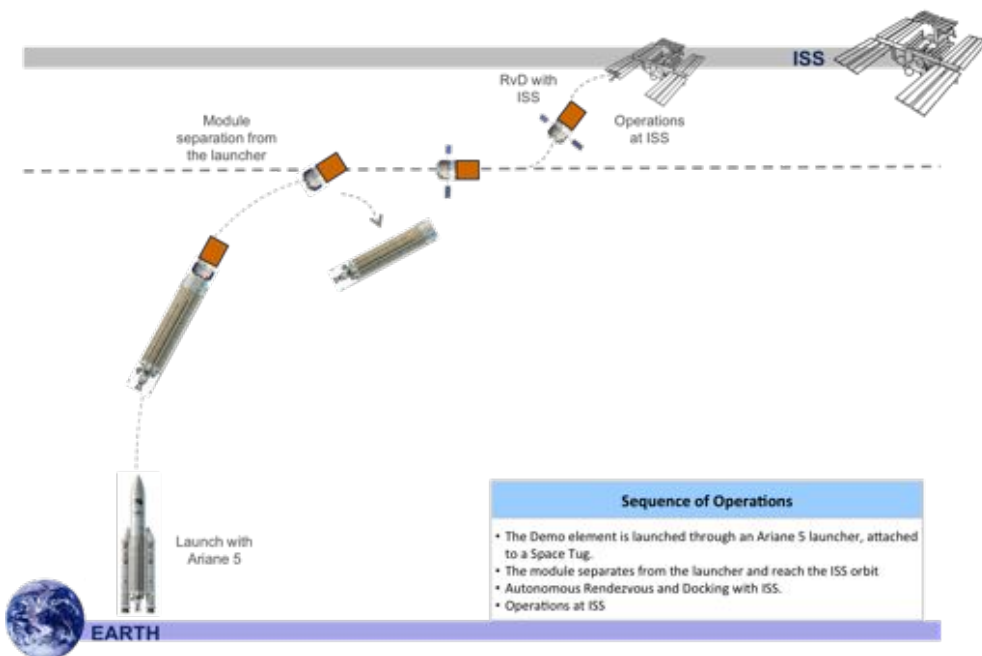 ISS
RvD with
ISS
Module
separation from
the launcher
Operations
at ISS
Launch with
Ariane 5
Sequence of Operations
• The Demo element is launched through an Ariane 5 launcher, attached
to a Space Tug.
• The module separates from the launcher and reach the ISS orbit
• Autonomous Rendezvous and Docking with ISS.
• Operations at ISS
EARTH